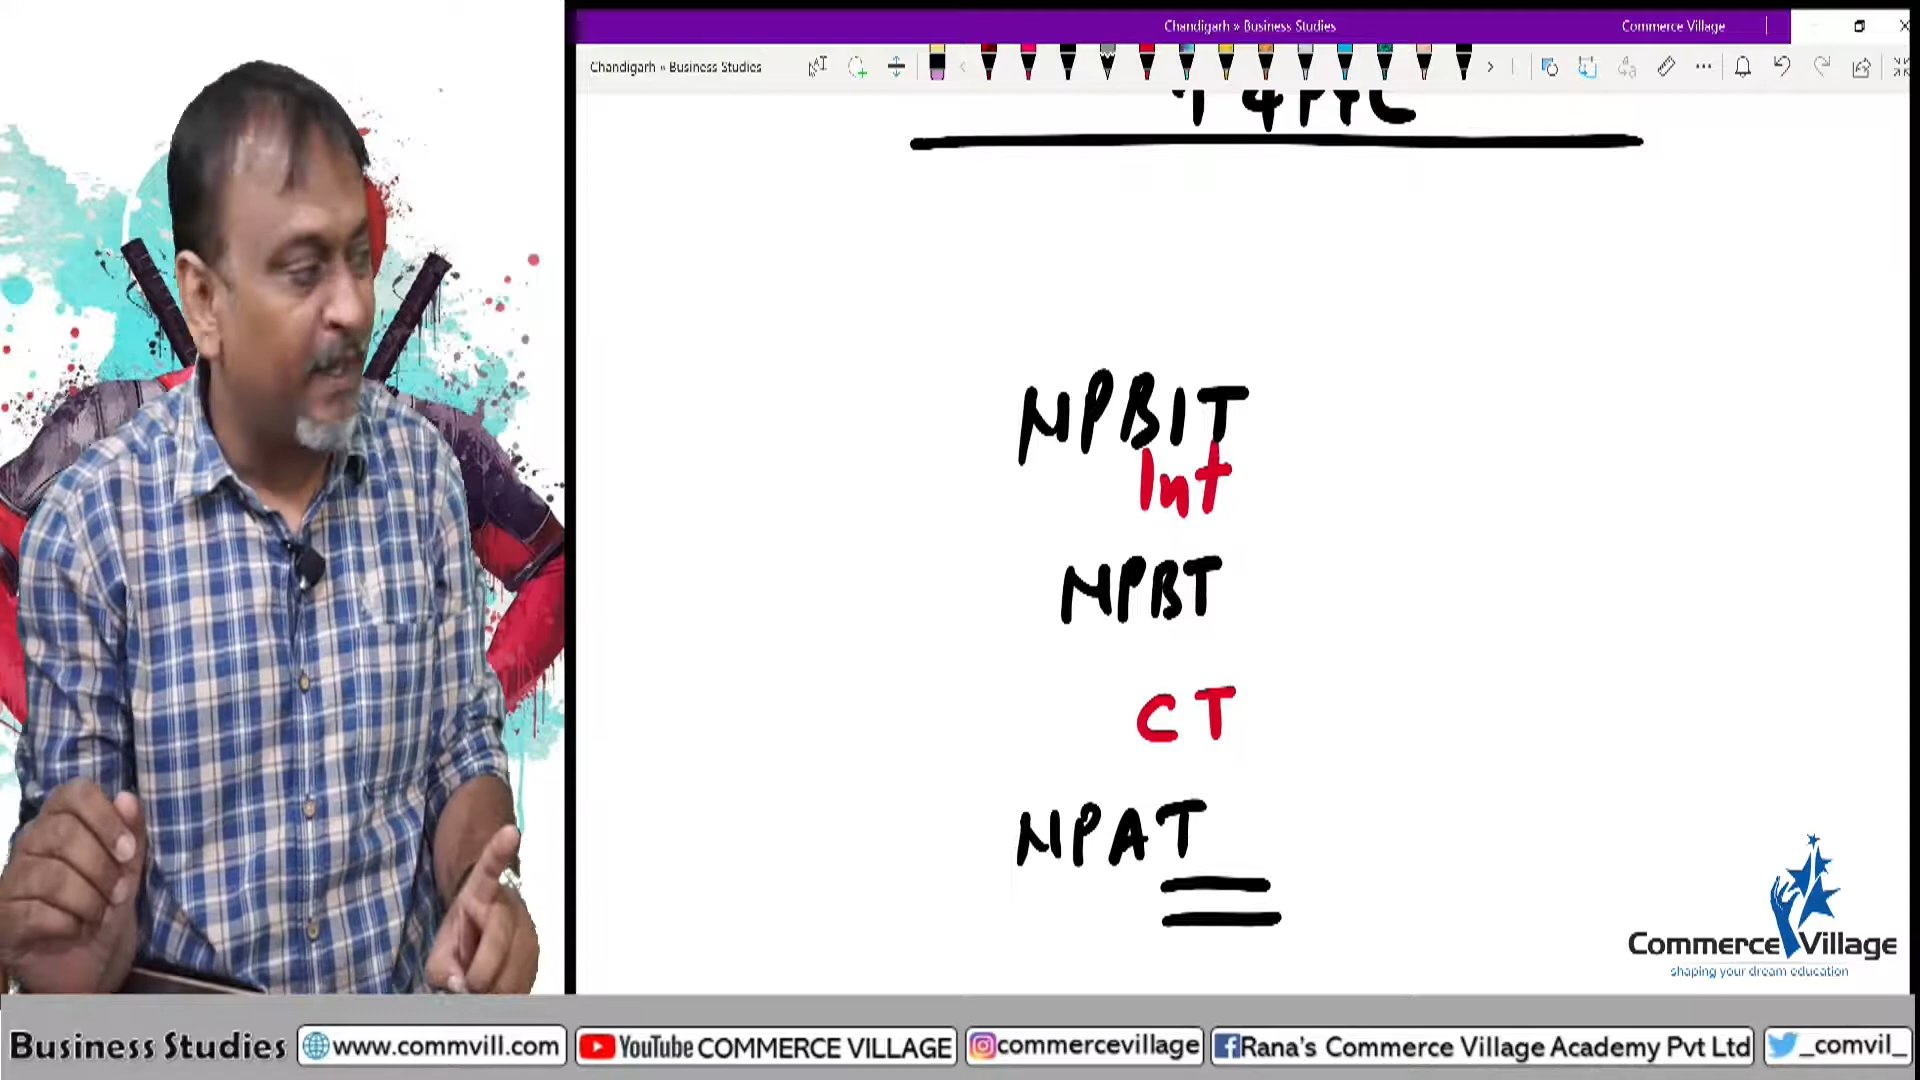 Chandigarh » Business Studies
Commerce Village
Chandigarh » Business Studies
NPBIT
Int
NPBT
CT
NPAT
Commerce Village
shaping your dream education
Business Studies
www.commvill.com
YouTube COMMERCE VILLAGE
commercevillage
Rana's Commerce Village Academy Pvt Ltd
_comvil_